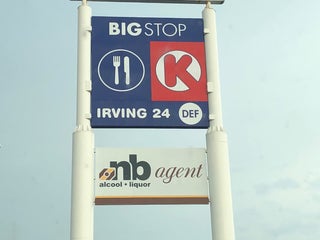 BIG STOP
K
IRVING 24 DEF
anb agent
alcool • liquor